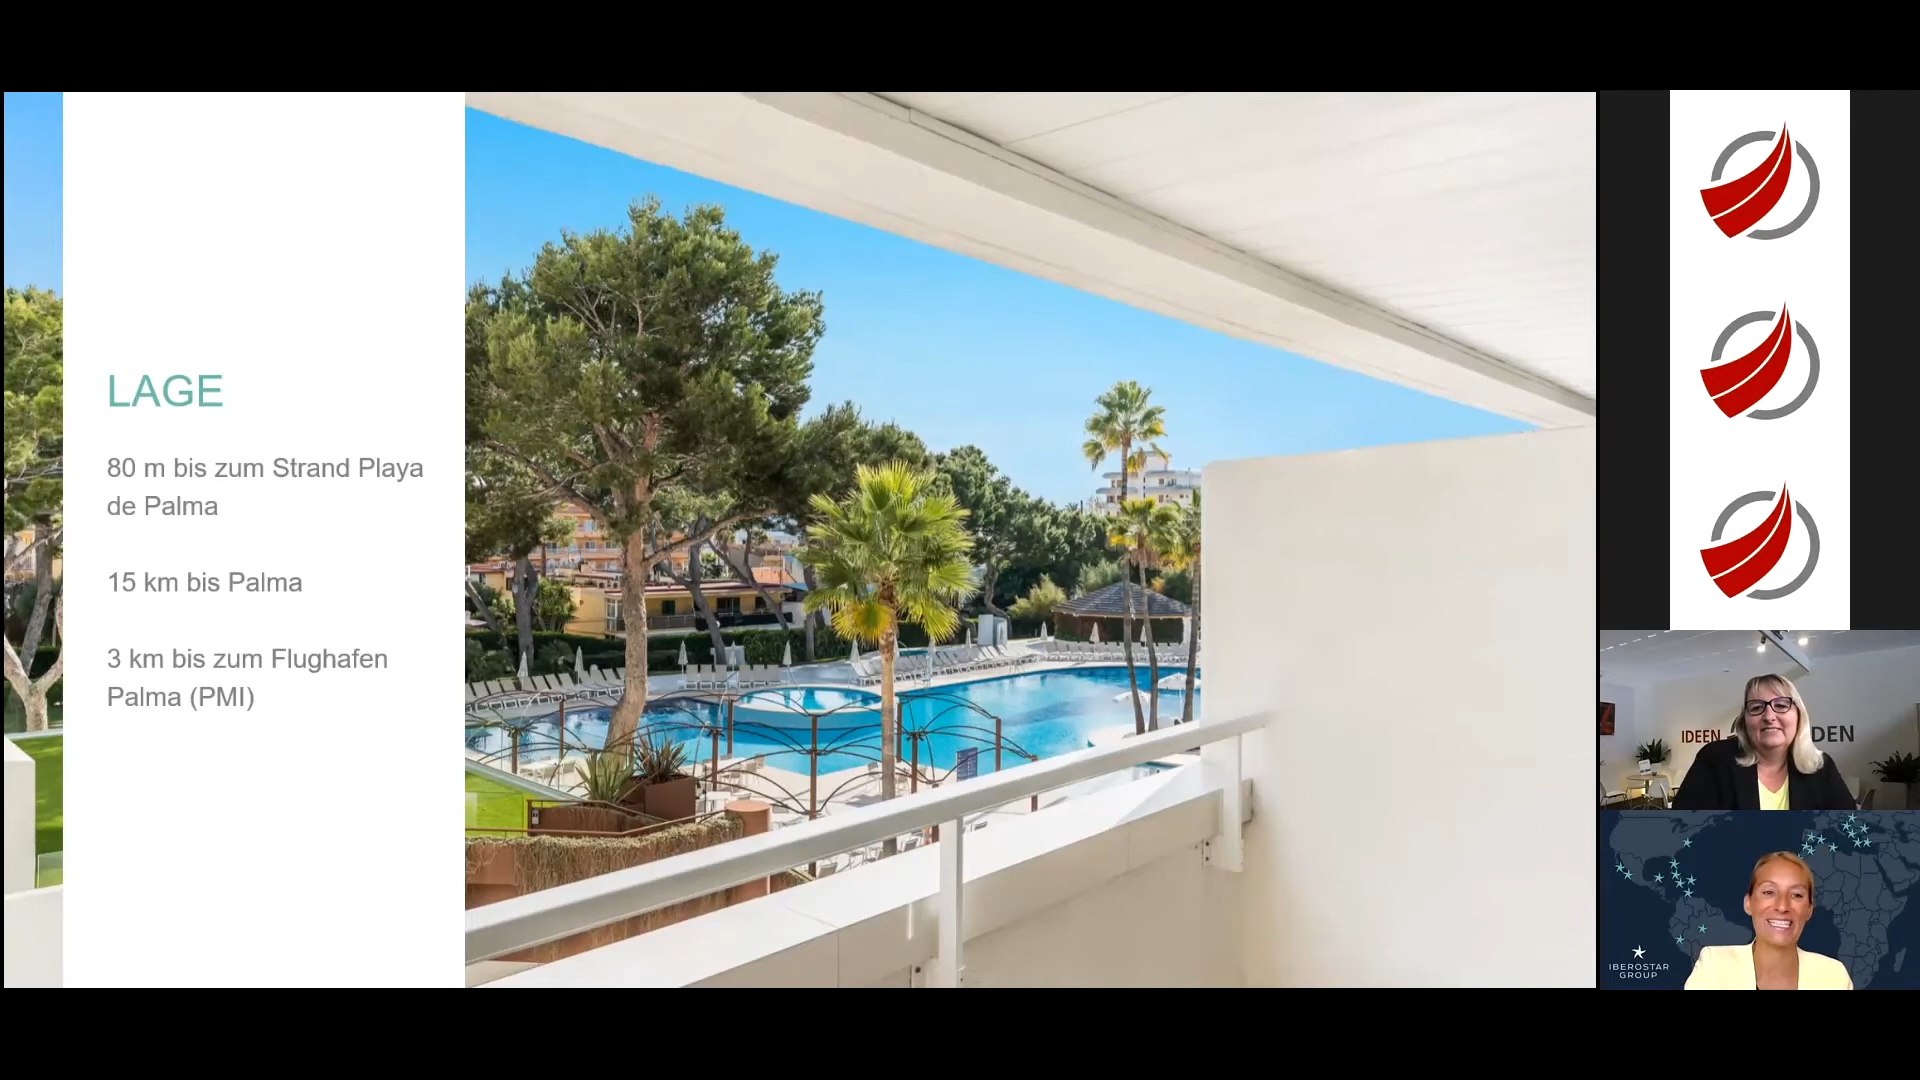 LAGE
80 m bis zum Strand Playa
de Palma
15 km bis Palma
3 km bis zum Flughafen
Palma (PMI)
IDEEN
DEN
IBEROSTAR
GROUP